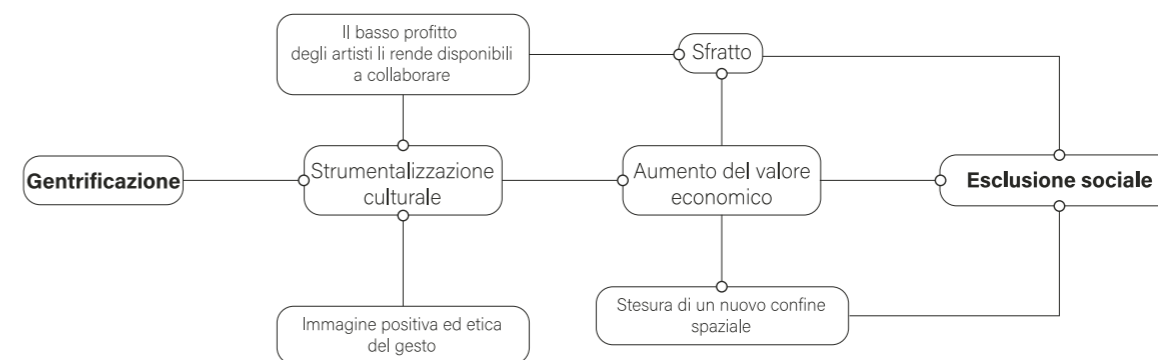 Il basso profitto
degli artisti li rende disponibili
a collaborare
Sfratto
Gentrificazione
Strumentalizzazione
culturale
Aumento del valore
economico
Esclusione sociale
Immagine positiva ed etica
del gesto
Stesura di un nuovo confine
spaziale